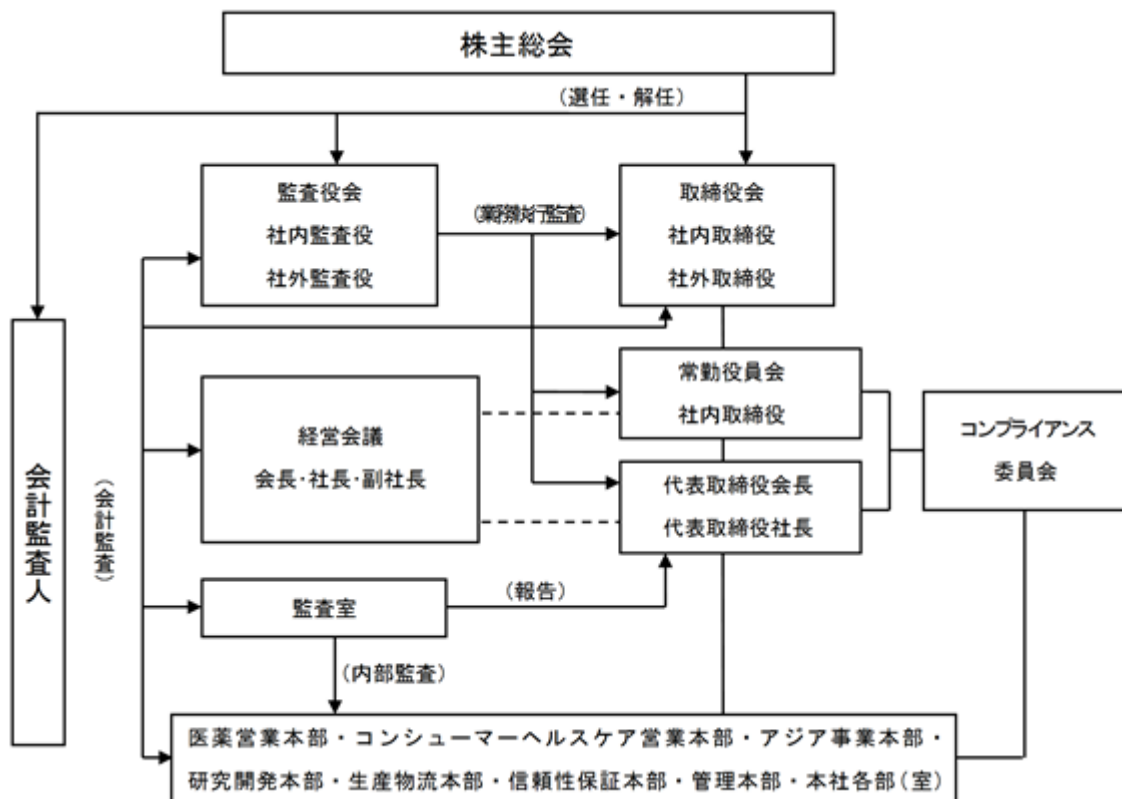 株主総会
(選任・解任)
監査役会
社内監査役
社外監査役
(業務執行監査)
取締役会
社内取締役
社外取締役
常勤役員会
社内取締役
経営会議
会長・社長・副社長
代表取締役会長
代表取締役社長
コンプライアンス
委員会
会計監査人
(会計監査)
監査室
(報告)
(内部監査)
医薬営業本部・コンシューマーヘルスケア営業本部・アジア事業本部・
研究開発本部・生産物流本部・信頼性保証本部・管理本部・本社各部(室)